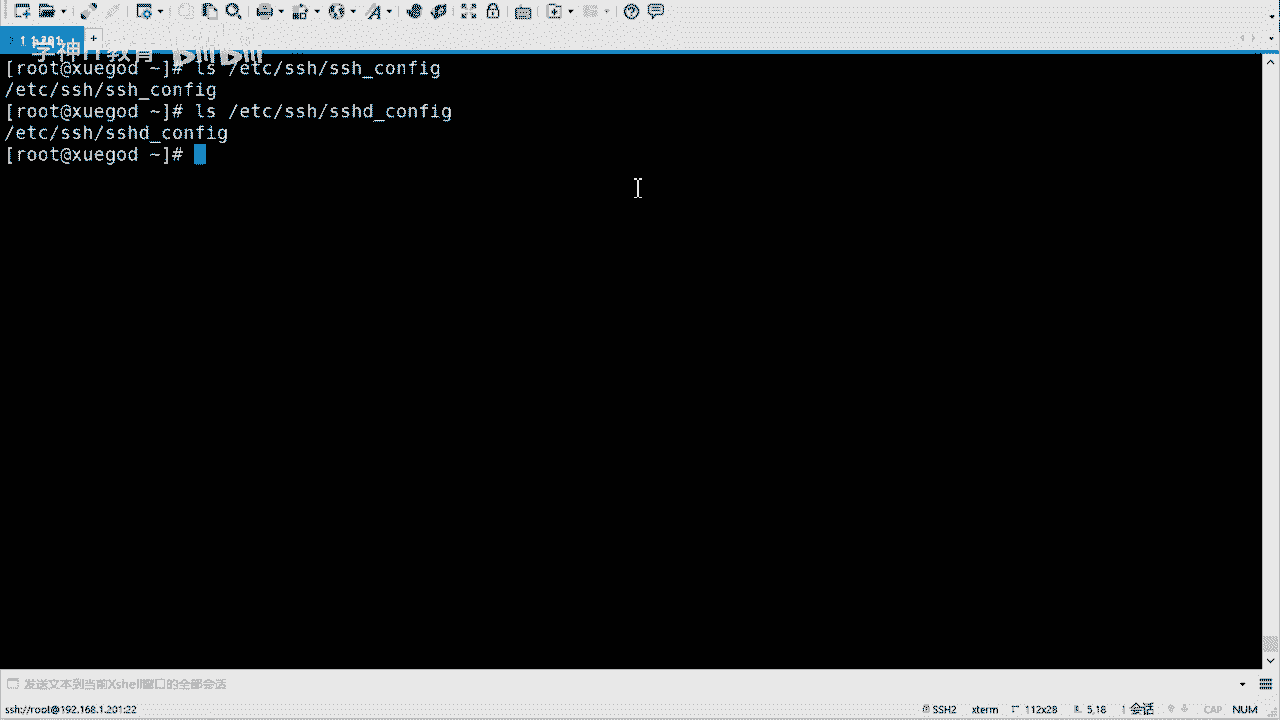 1 1.201
+
学神IT教育 bilibili
[root@xuegod ~]# ls /etc/ssh/ssh_config
/etc/ssh/ssh_config
[root@xuegod ~]# ls /etc/ssh/sshd_config
/etc/ssh/sshd_config
[root@xuegod ~]#
发送文本到当前Xshell窗口的全部会话
ssh://root@192.168.1.201:22
SSH2 xterm 112x28 5,18 1 会话 CAP NUM